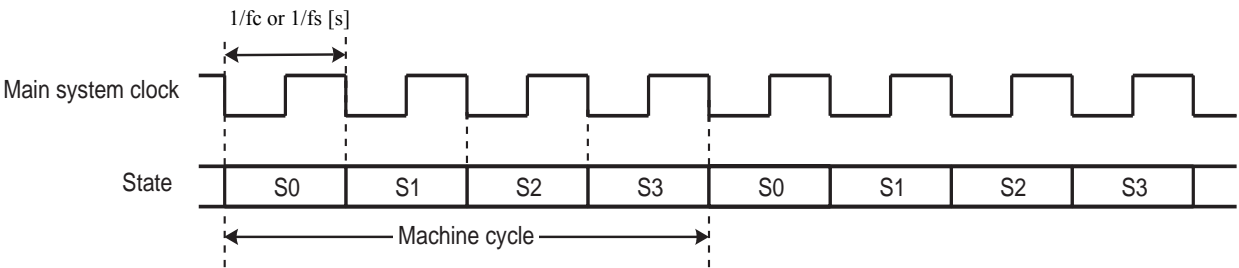 1/fc or 1/fs [s]
Main system clock
State S0 S1 S2 S3 S0 S1 S2 S3
Machine cycle